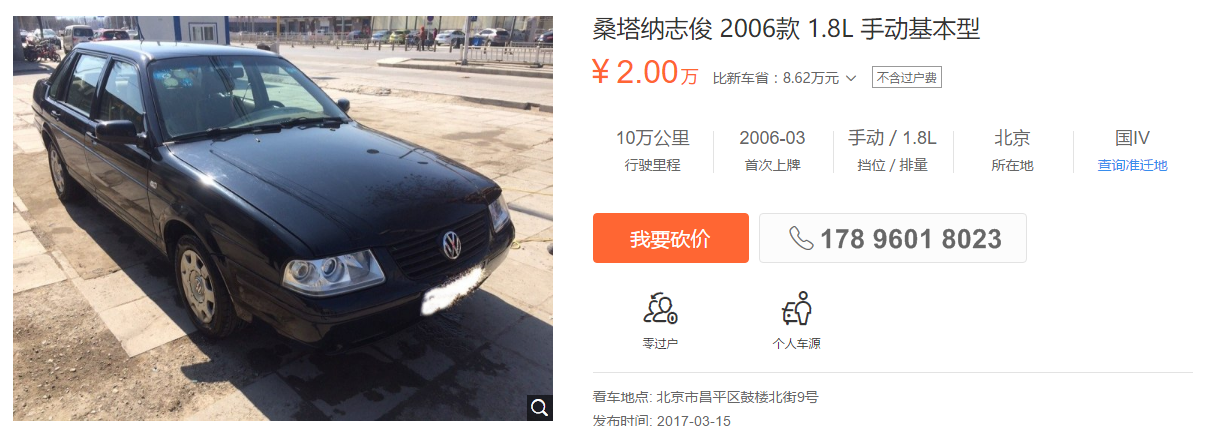 桑塔纳志俊 2006款 1.8L 手动基本型
¥2.00万 比新车省：8.62万元 不含过户费
10万公里 2006-03 手动 / 1.8L 北京 国IV
行驶里程 首次上牌 挡位 / 排量 所在地 查询准迁地
我要砍价 178 9601 8023
零过户 个人车源
看车地点: 北京市昌平区鼓楼北街9号
发布时间: 2017-03-15